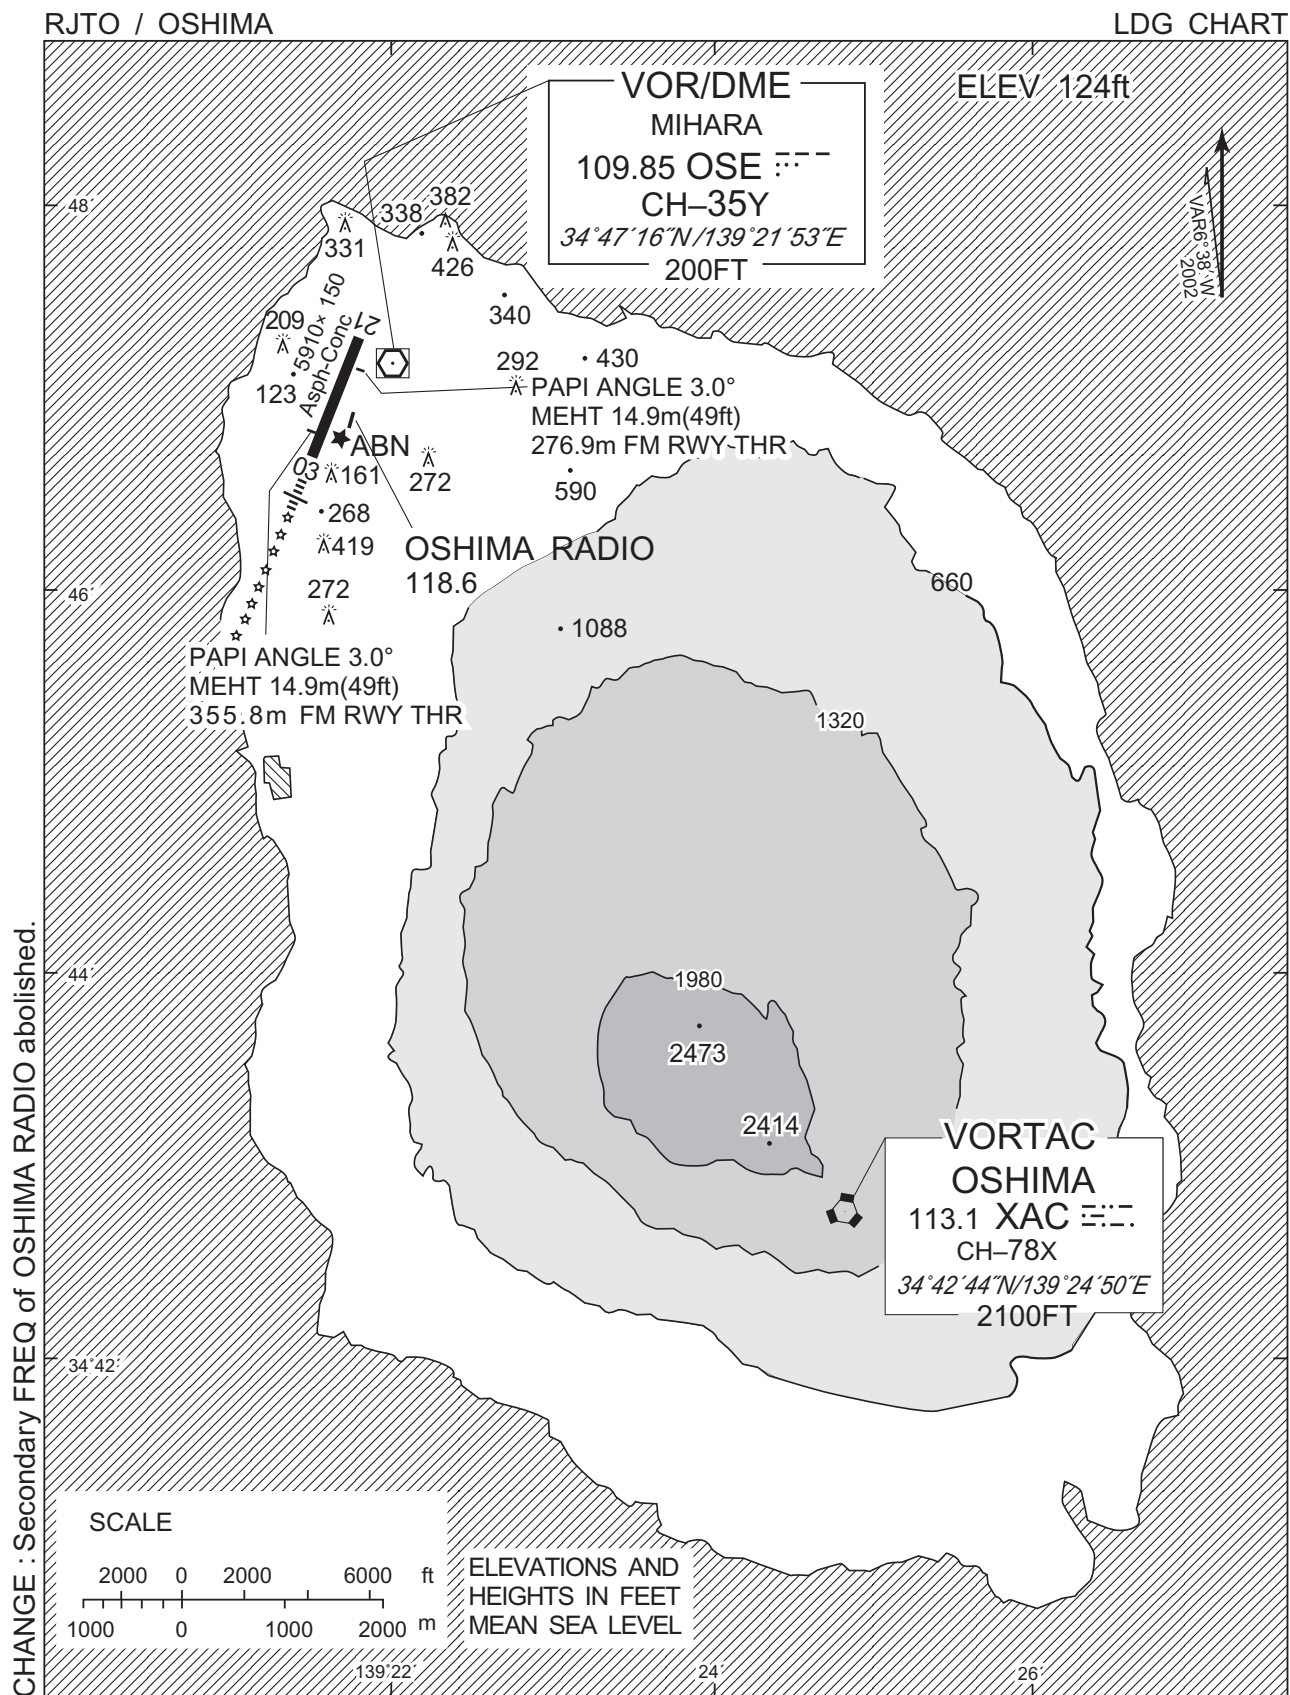 RJTO / OSHIMA
LDG CHART
VOR/DME
MIHARA
109.85 OSE
CH–35Y
34°47´16˝N/139°21´53˝E
200FT
ELEV 124ft
VAR6°38´W
2002
48´
331
338
382
426
340
209
123
5910× 150
Asph-Conc
21
03
292
430
PAPI ANGLE 3.0°
MEHT 14.9m(49ft)
276.9m FM RWY THR
ABN
161
272
590
268
419
OSHIMA RADIO
118.6
272
46´
660
1088
PAPI ANGLE 3.0°
MEHT 14.9m(49ft)
355.8m FM RWY THR
1320
44´
1980
2473
2414
VORTAC
OSHIMA
113.1 XAC
CH–78X
34°42´44˝N/139°24´50˝E
2100FT
34°42´
SCALE
2000 0 2000 6000 ft
1000 0 1000 2000 m
ELEVATIONS AND
HEIGHTS IN FEET
MEAN SEA LEVEL
139°22´
24´
26´
CHANGE : Secondary FREQ of OSHIMA RADIO abolished.